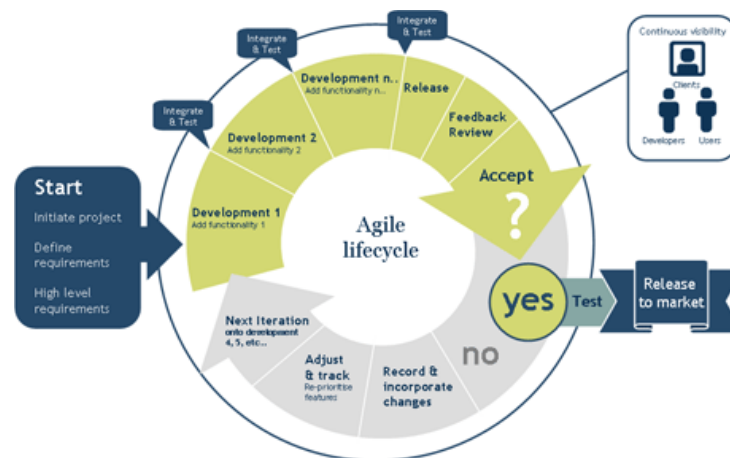 Start
Initiate project
Define
requirements
High level
requirements
Integrate
& Test
Development 1
Add functionality 1
Integrate
& Test
Development 2
Add functionality 2
Integrate
& Test
Development n..
Add functionality n...
Release
Feedback
Review
Accept
?
yes
Test
Release
to market
no
Record &
incorporate
changes
Adjust
& track
Re-prioritise
features
Next Iteration
onto development
4, 5, etc..
Agile
lifecycle
Continuous visibility
Clients
Developers
Users